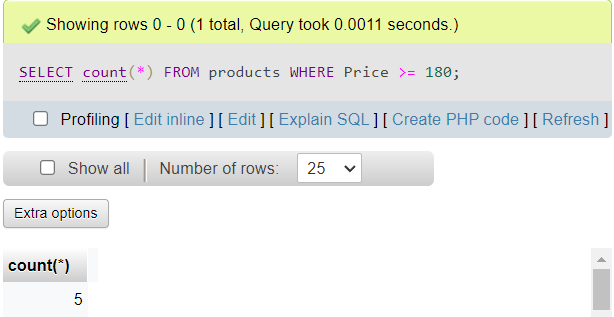 Showing rows 0 - 0 (1 total, Query took 0.0011 seconds.)
SELECT count(*) FROM products WHERE Price >= 180;
Profiling [ Edit inline ] [ Edit ] [ Explain SQL ] [ Create PHP code ] [ Refresh ]
Show all Number of rows: 25
Extra options
count(*)
5